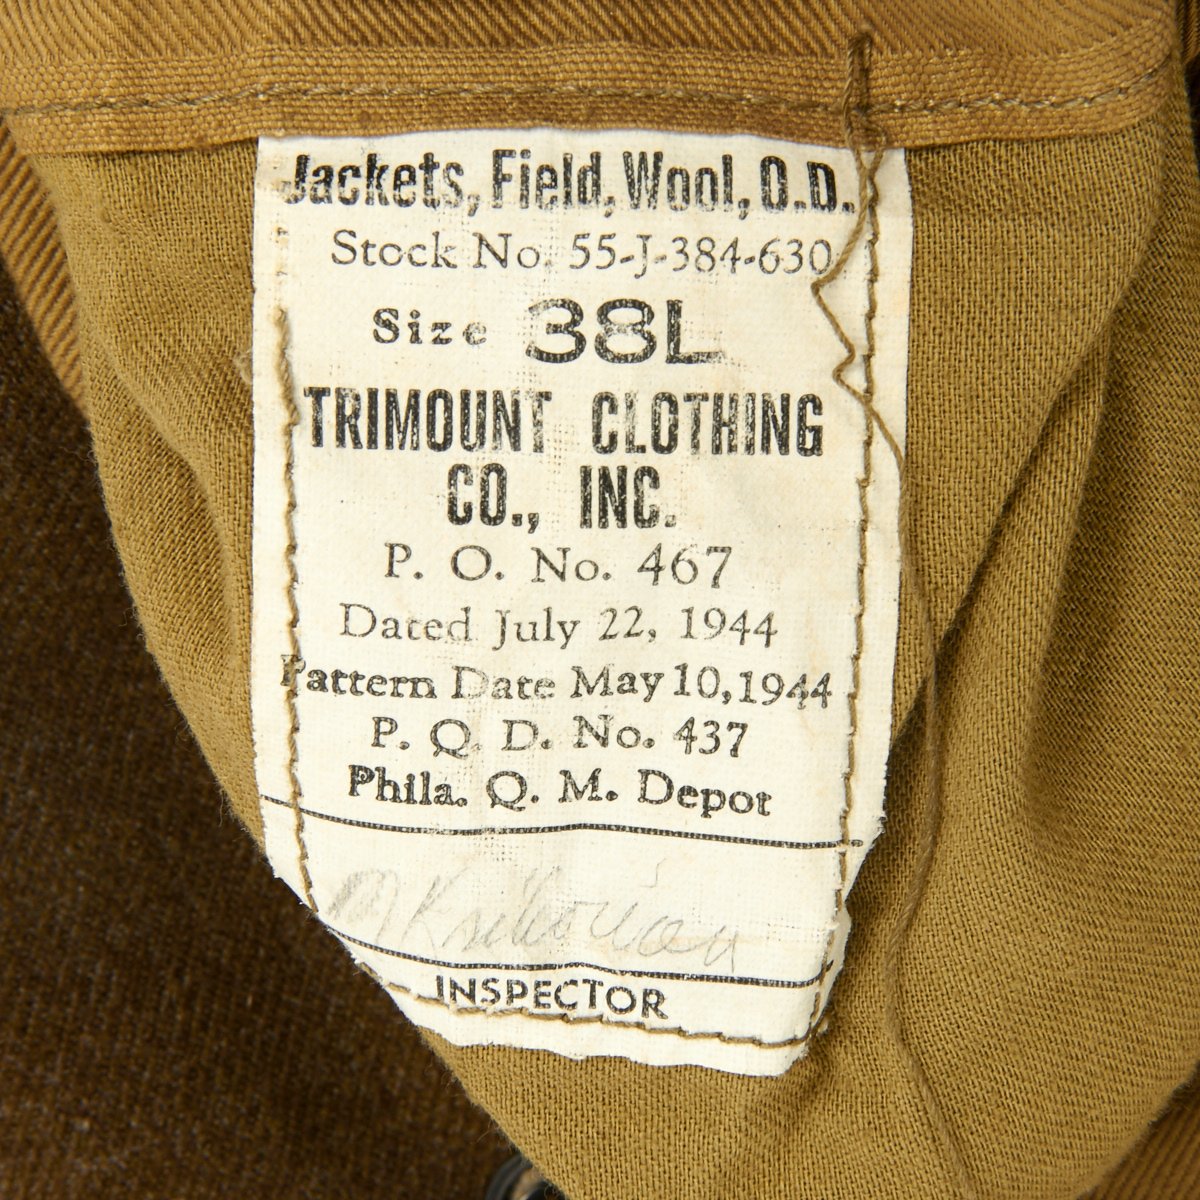 Jackets, Field, Wool, O.D.
Stock No. 55-J-384-630
Size 38L
TRIMOUNT CLOTHING
CO., INC.
P. O. No. 467
Dated July 22, 1944
Pattern Date May 10, 1944
P. Q. D. No. 437
Phila. Q. M. Depot
INSPECTOR